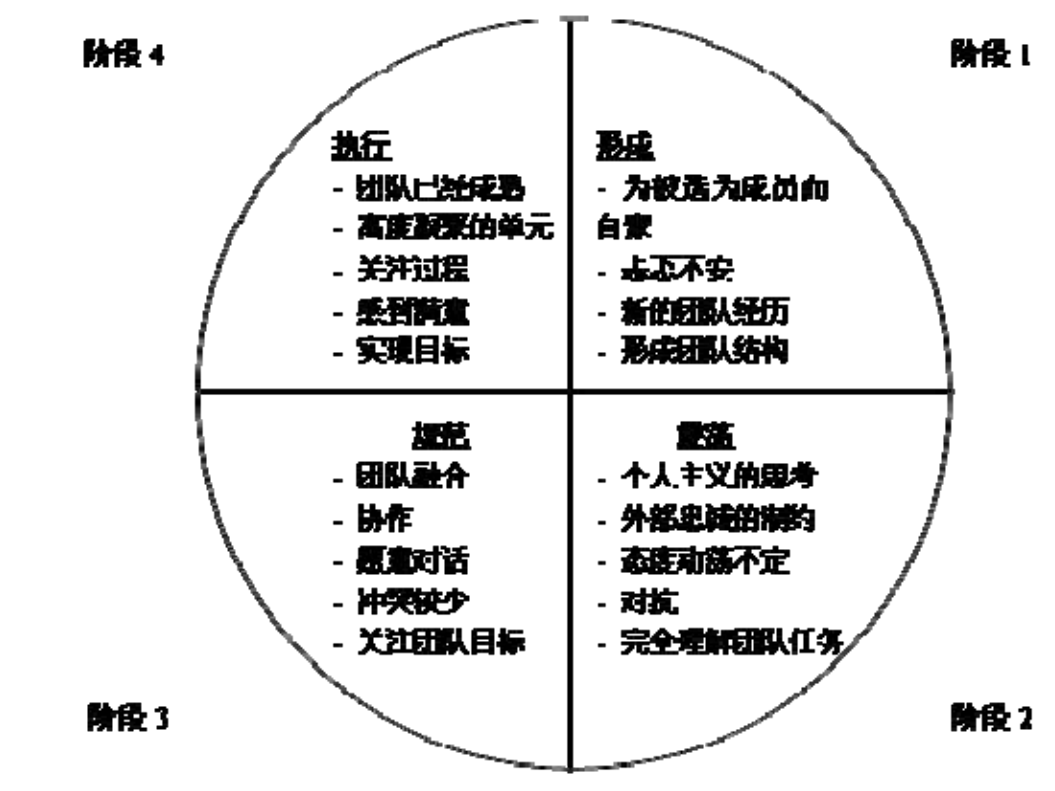 阶段 1
形成
- 为被选为成员而
自豪
- 忐忑不安
- 新的团队经历
- 形成团队结构
阶段 2
震荡
- 个人主义的思考
- 外部忠诚的制约
- 态度动荡不定
- 对抗
- 完全理解团队任务
阶段 3
规范
- 团队融合
- 协作
- 愿意对话
- 冲突较少
- 关注团队目标
阶段 4
执行
- 团队已经成熟
- 高度凝聚的单元
- 关注过程
- 感到满意
- 实现目标